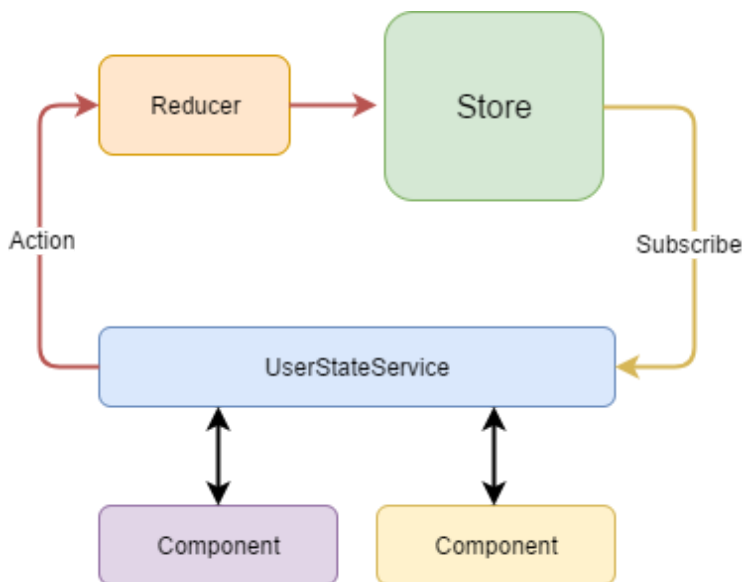 Reducer
Store
Action
Subscribe
UserStateService
Component
Component